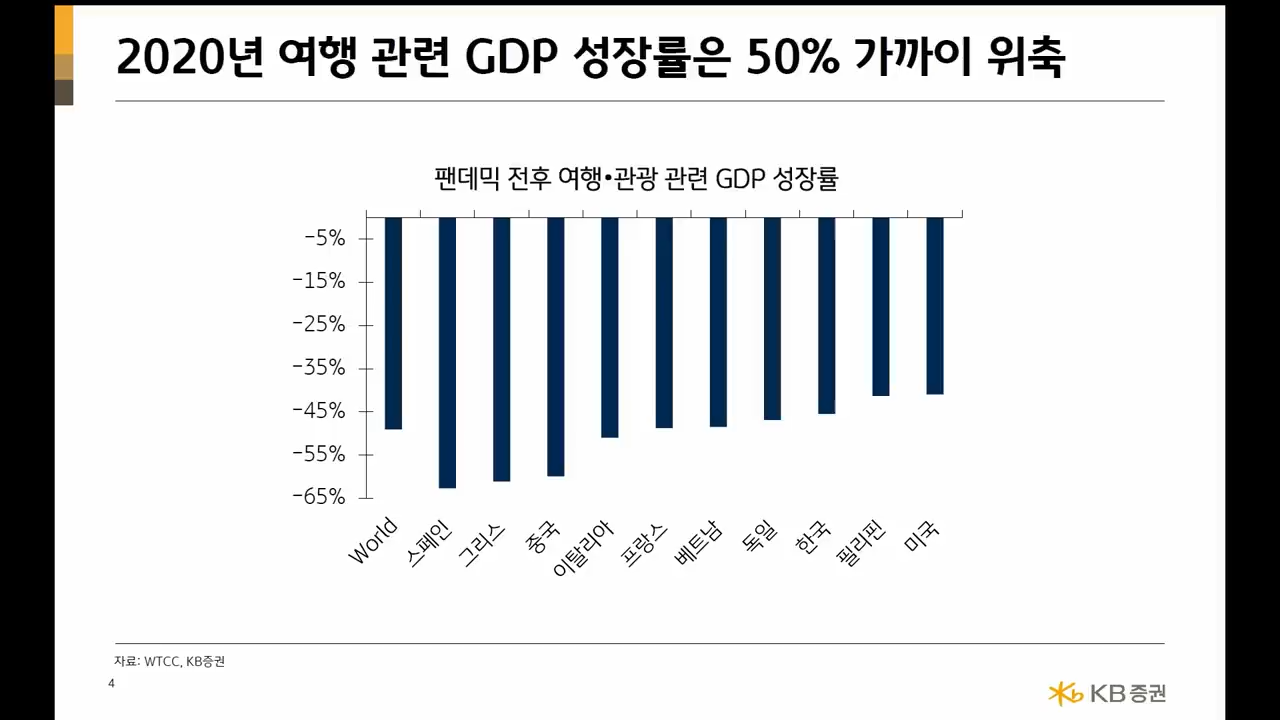 2020년 여행 관련 GDP 성장률은 50% 가까이 위축
팬데믹 전후 여행•관광 관련 GDP 성장률
-5%
-15%
-25%
-35%
-45%
-55%
-65%
World
스페인
그리스
중국
이탈리아
프랑스
베트남
독일
한국
필리핀
미국
자료: WTCC, KB증권
4
KB증권